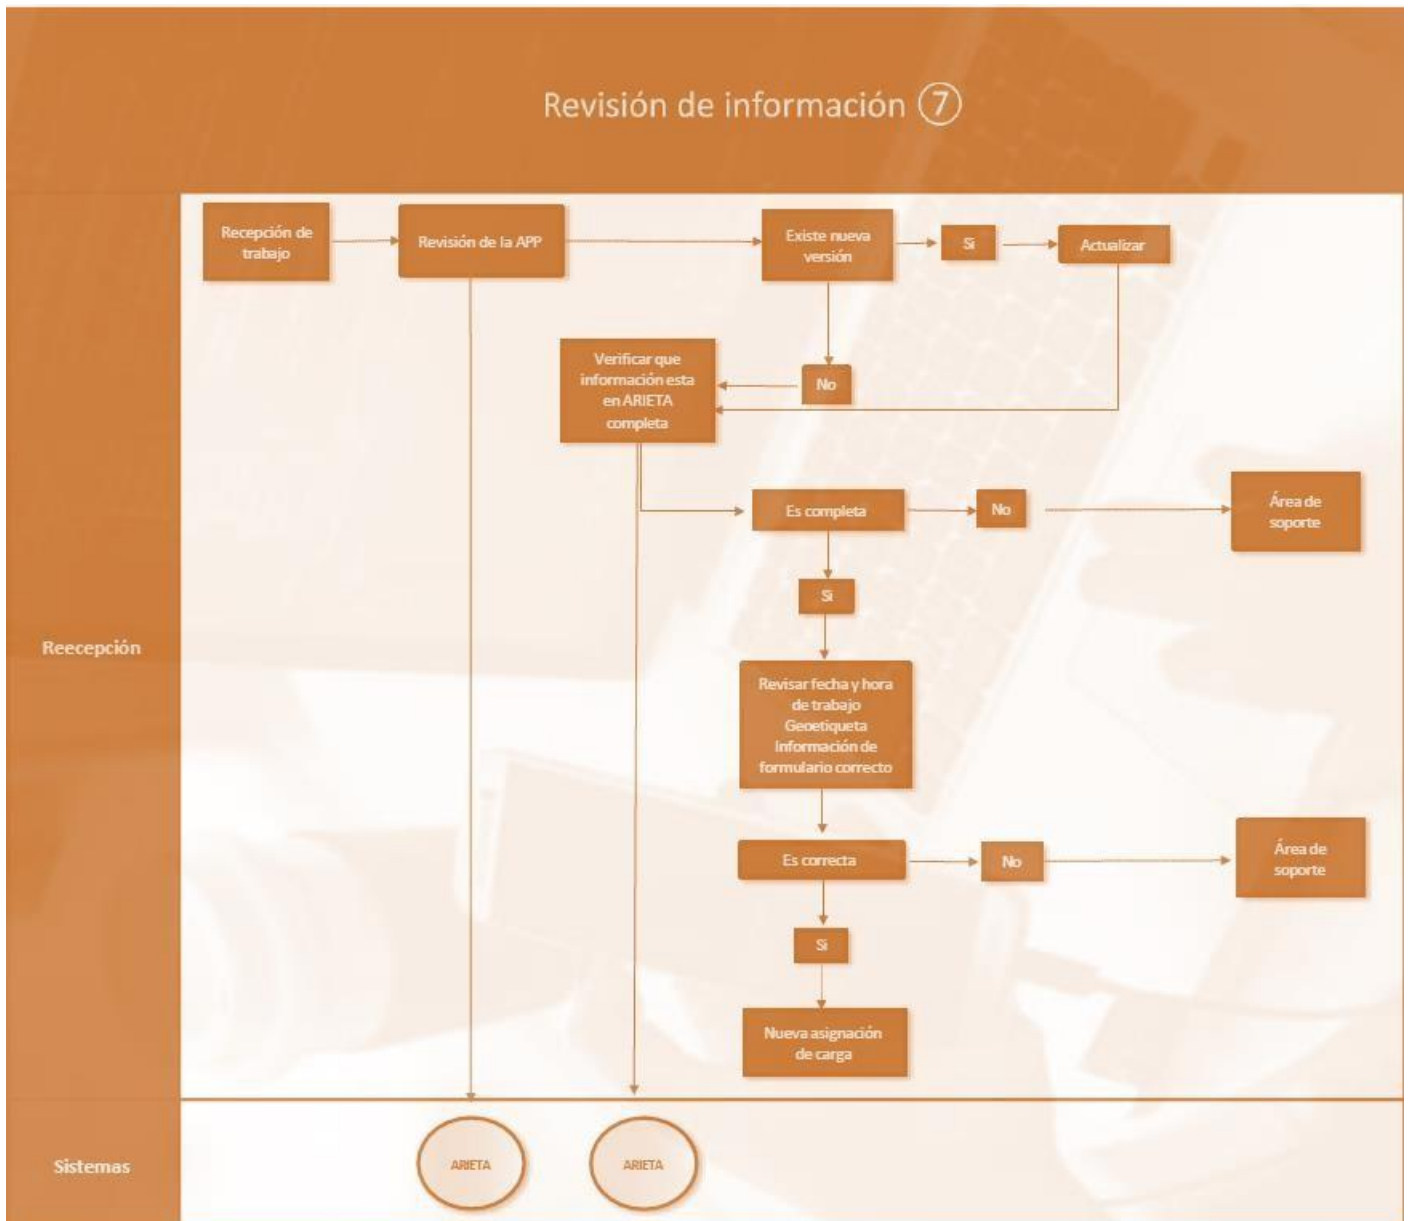 Revisión de información 7
Recepción de
trabajo
Revisión de la APP
Existe nueva
versión
Si
Actualizar
Verificar que
información esta
en ARIETA
completa
No
Es completa
No
Área de
soporte
Si
Reecepción
Revisar fecha y hora
de trabajo
Geoetiqueta
Información de
formulario correcto
Es correcta
No
Área de
soporte
Si
Nueva asignación
de carga
Sistemas
ARIETA
ARIETA